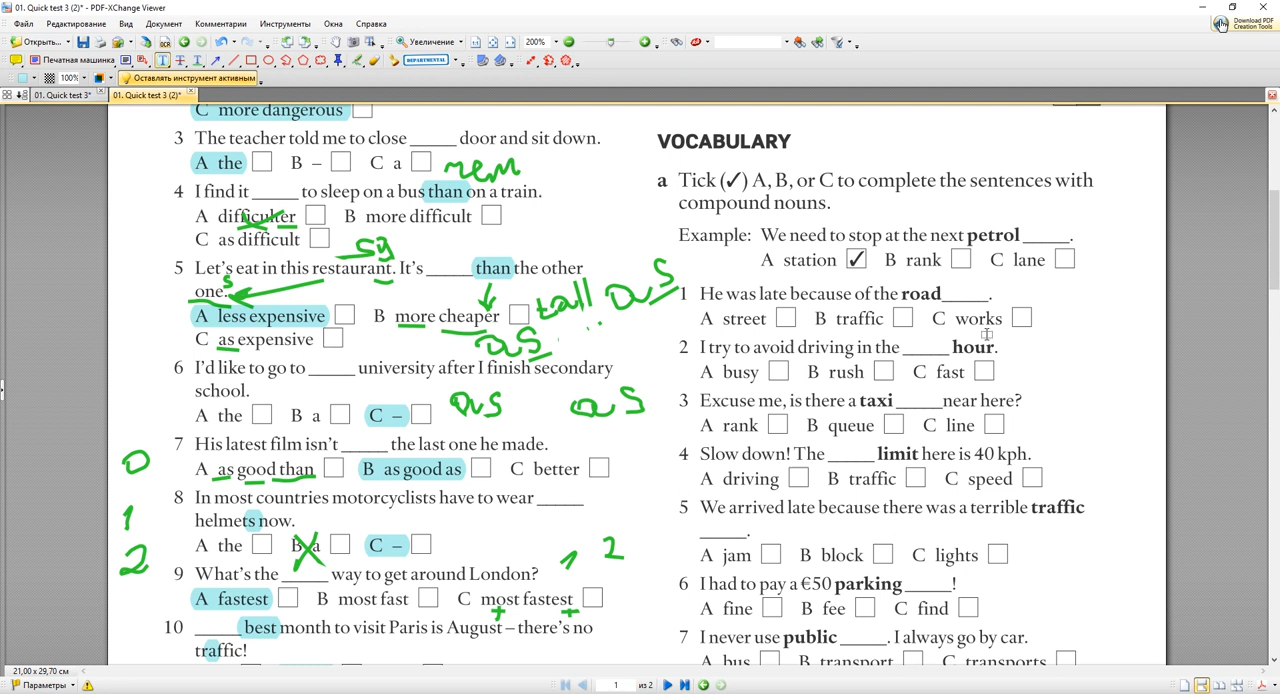 01. Quick test 3 (2)* - PDF-XChange Viewer
Файл Редактирование Вид Документ Комментарии Инструменты Окна Справка
Download PDF Creation Tools
Открыть... OCR Увеличение 200%
Печатная машинка DEPARTMENTAL
100% Оставлять инструмент активным
01. Quick test 3* 01. Quick test 3 (2)*
C more dangerous
3 The teacher told me to close _____ door and sit down.
A the B – C a
4 I find it _____ to sleep on a bus than on a train.
A difficulter B more difficult
C as difficult
5 Let's eat in this restaurant. It's _____ than the other
one.
s
A less expensive B more cheaper
tall as
C as expensive
as
6 I'd like to go to _____ university after I finish secondary
school.
A the B a C –
as as
7 His latest film isn't _____ the last one he made.
0
A as good than B as good as C better
8 In most countries motorcyclists have to wear _____
1
helmets now.
A the B a C –
2
1 2
9 What's the _____ way to get around London?
A fastest B most fast C most fastest
+ +
10 _____ best month to visit Paris is August – there's no
traffic!
VOCABULARY
a Tick (✓) A, B, or C to complete the sentences with
compound nouns.
Example: We need to stop at the next petrol _____.
A station ✓ B rank C lane
1 He was late because of the road_____.
A street B traffic C works
2 I try to avoid driving in the _____ hour.
A busy B rush C fast
3 Excuse me, is there a taxi _____ near here?
A rank B queue C line
4 Slow down! The _____ limit here is 40 kph.
A driving B traffic C speed
5 We arrived late because there was a terrible traffic
_____.
A jam B block C lights
6 I had to pay a €50 parking _____!
A fine B fee C find
7 I never use public _____. I always go by car.
A bus B transport C transports
21,00 x 29,70 см
Параметры 1 из 2